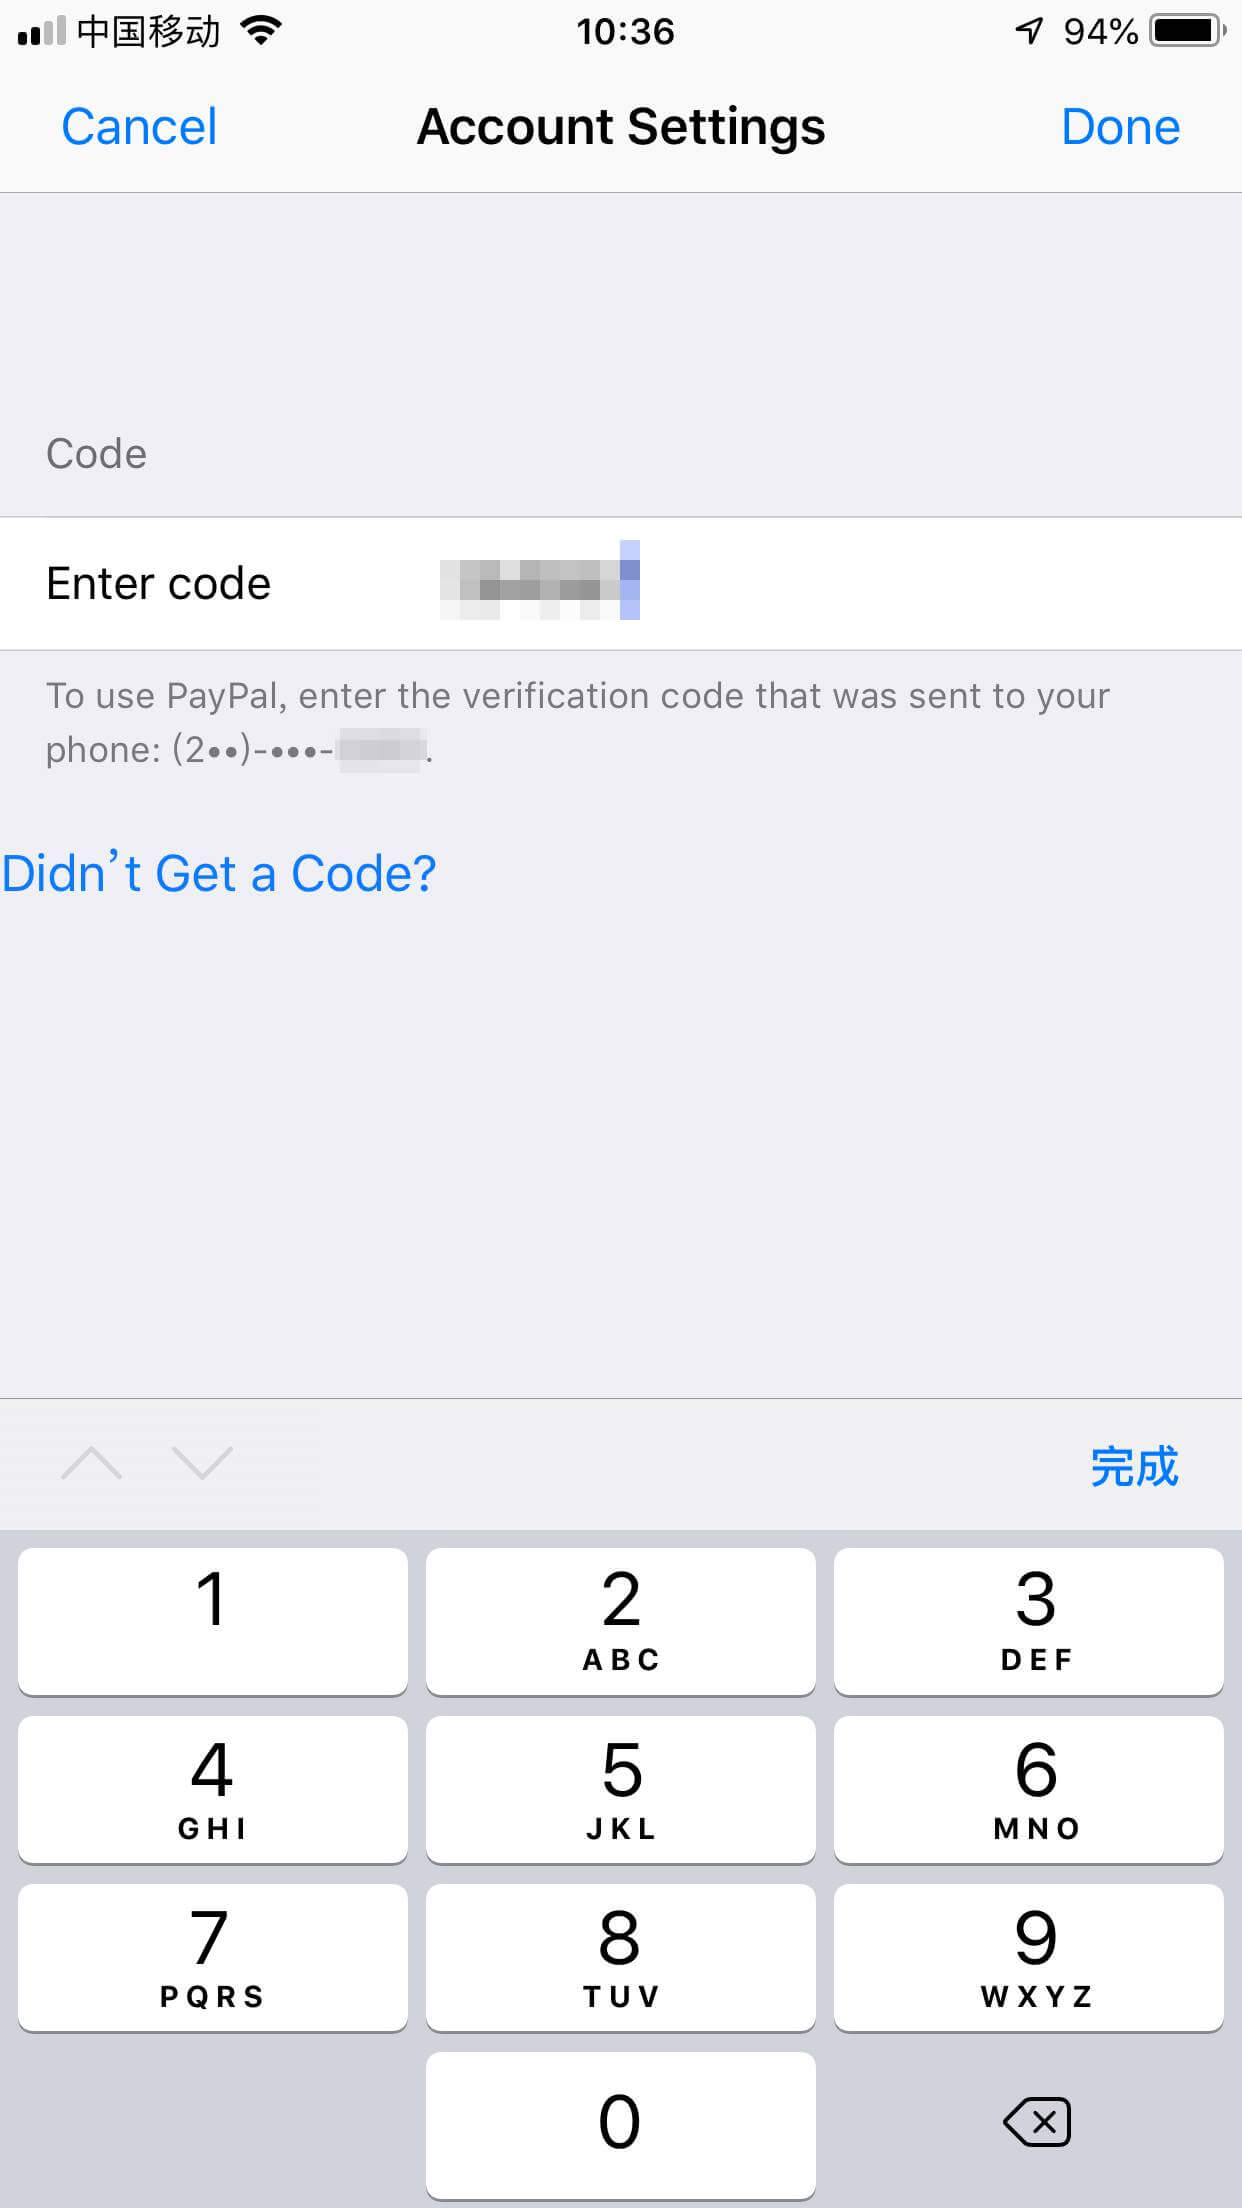 中国移动 10:36 94%
Cancel Account Settings Done
Code
Enter code
To use PayPal, enter the verification code that was sent to your
phone: (2••)-•••- .
Didn't Get a Code?
完成
1 2 3
ABC DEF
4 5 6
GHI JKL MNO
7 8 9
PQRS TUV WXYZ
0